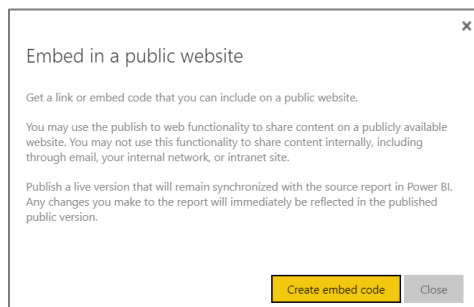 Embed in a public website
Get a link or embed code that you can include on a public website.
You may use the publish to web functionality to share content on a publicly available
website. You may not use this functionality to share content internally, including
through email, your internal network, or intranet site.
Publish a live version that will remain synchronized with the source report in Power BI.
Any changes you make to the report will immediately be reflected in the published
public version.
Create embed code
Close